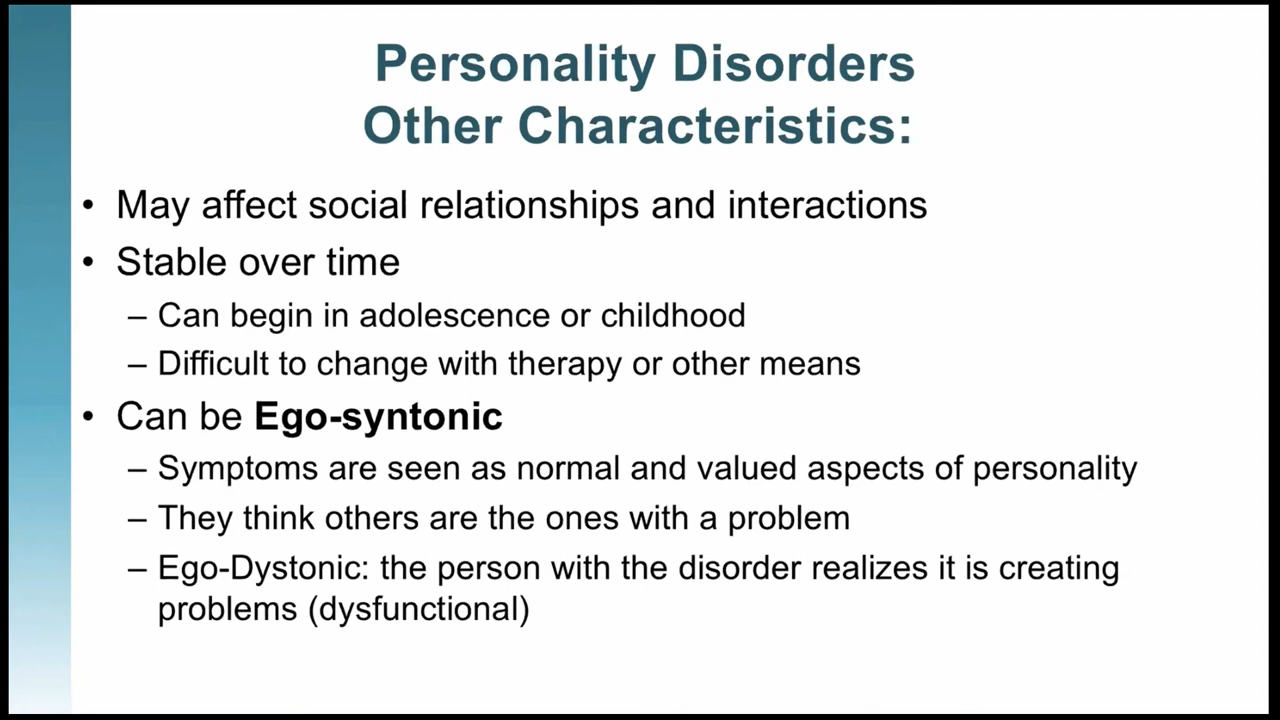 Personality Disorders
Other Characteristics:
• May affect social relationships and interactions
• Stable over time
– Can begin in adolescence or childhood
– Difficult to change with therapy or other means
• Can be Ego-syntonic
– Symptoms are seen as normal and valued aspects of personality
– They think others are the ones with a problem
– Ego-Dystonic: the person with the disorder realizes it is creating
problems (dysfunctional)